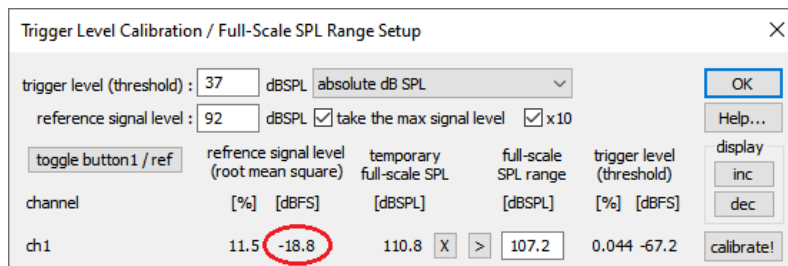 Trigger Level Calibration / Full-Scale SPL Range Setup
trigger level (threshold) : 37 dBSPL absolute dB SPL OK
reference signal level : 92 dBSPL take the max signal level x10 Help...
toggle button1 / ref refrence signal level temporary full-scale trigger level display
(root mean square) full-scale SPL SPL range (threshold) inc
channel [%] [dBFS] [dBSPL] [dBSPL] [%] [dBFS] dec
ch1 11.5 -18.8 110.8 X > 107.2 0.044 -67.2 calibrate!